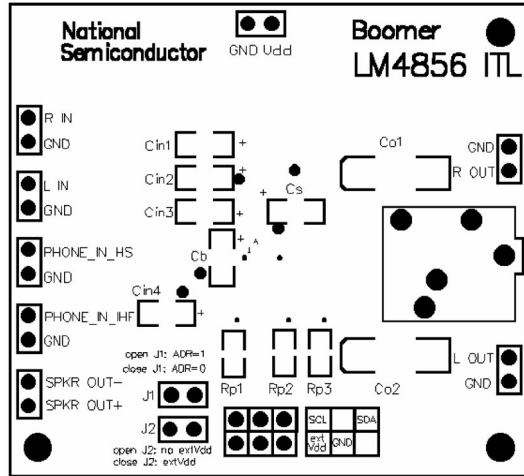 National
Semiconductor
GND Vdd
Boomer
LM4856 ITL
R IN
GND
L IN
GND
PHONE_IN_HS
GND
PHONE_IN_IHF
GND
SPKR OUT-
SPKR OUT+
Cin1
+
Cin2
+
Cin3
+
Cs
+
Cb
+
A
1
Cin4
+
Co1
GND
R OUT
L OUT
GND
Co2
Rp1
Rp2
Rp3
open J1: ADR=1
close J1: ADR=0
J1
J2
open J2: no extVdd
close J2: extVdd
SCL
SDA
ext
Vdd
GND